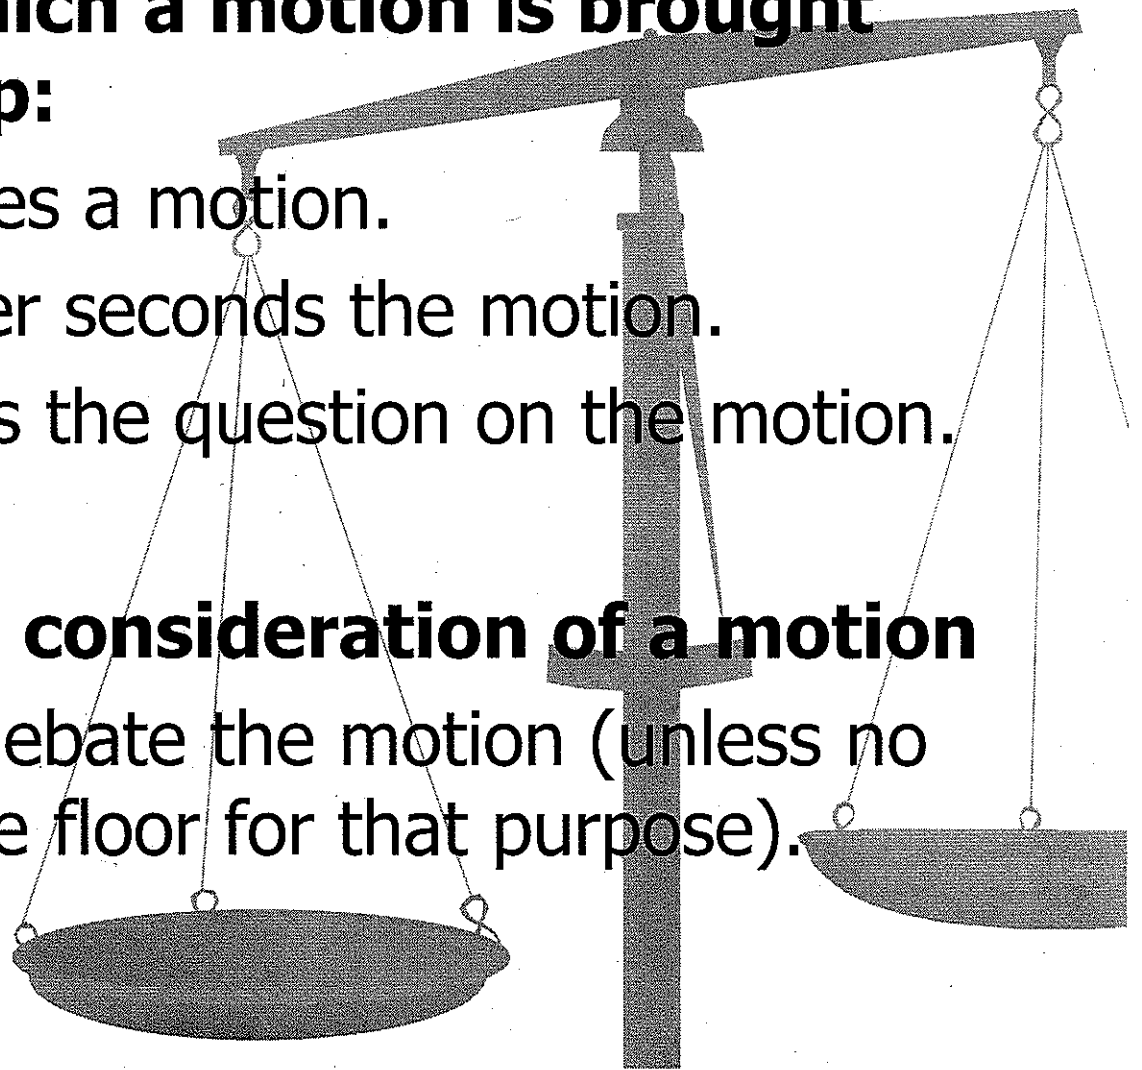 hich a motion is brought
p:
es a motion.
er seconds the motion.
s the question on the motion.
consideration of a motion
ebate the motion (unless no
e floor for that purpose).